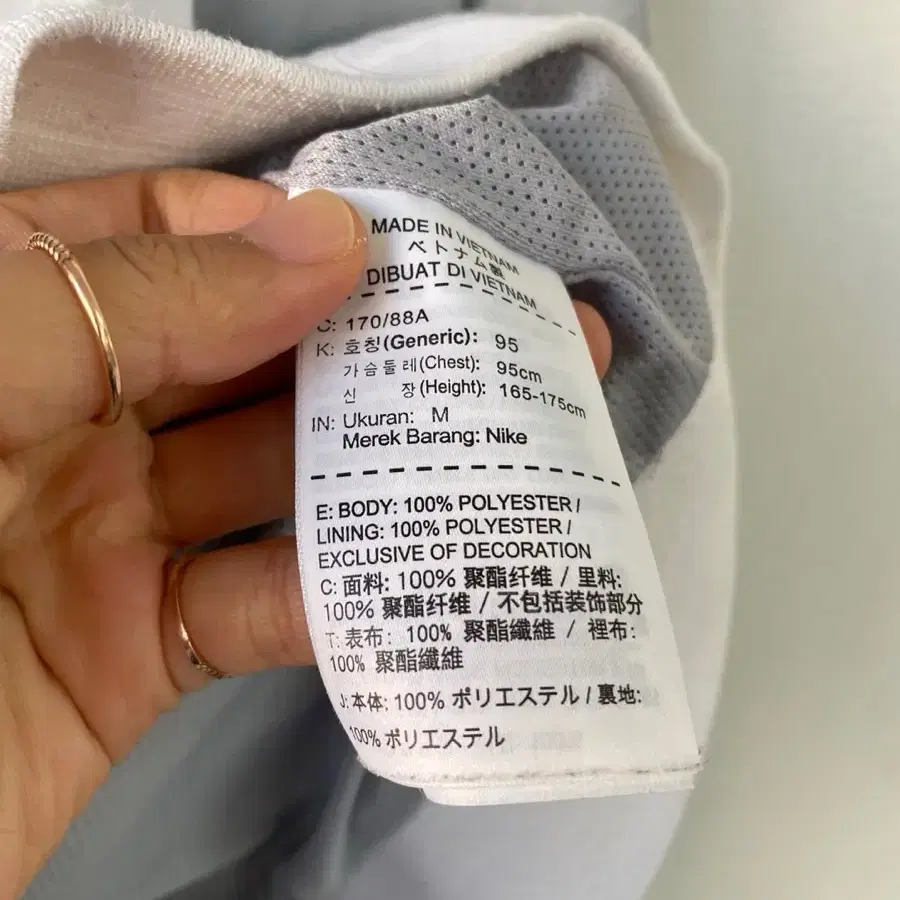 MADE IN VIETNAM
ベトナム製
DIBUAT DI VIETNAM
C: 170/88A
K: 호칭(Generic): 95
가슴둘레(Chest): 95cm
신 장(Height): 165-175cm
IN: Ukuran: M
Merek Barang: Nike
E: BODY: 100% POLYESTER /
LINING: 100% POLYESTER /
EXCLUSIVE OF DECORATION
C: 面料: 100% 聚酯纤维 / 里料:
100% 聚酯纤维 / 不包括装饰部分
T: 表布: 100% 聚酯纖維 / 裡布:
100% 聚酯纖維
J: 本体: 100% ポリエステル / 裏地:
100% ポリエステル